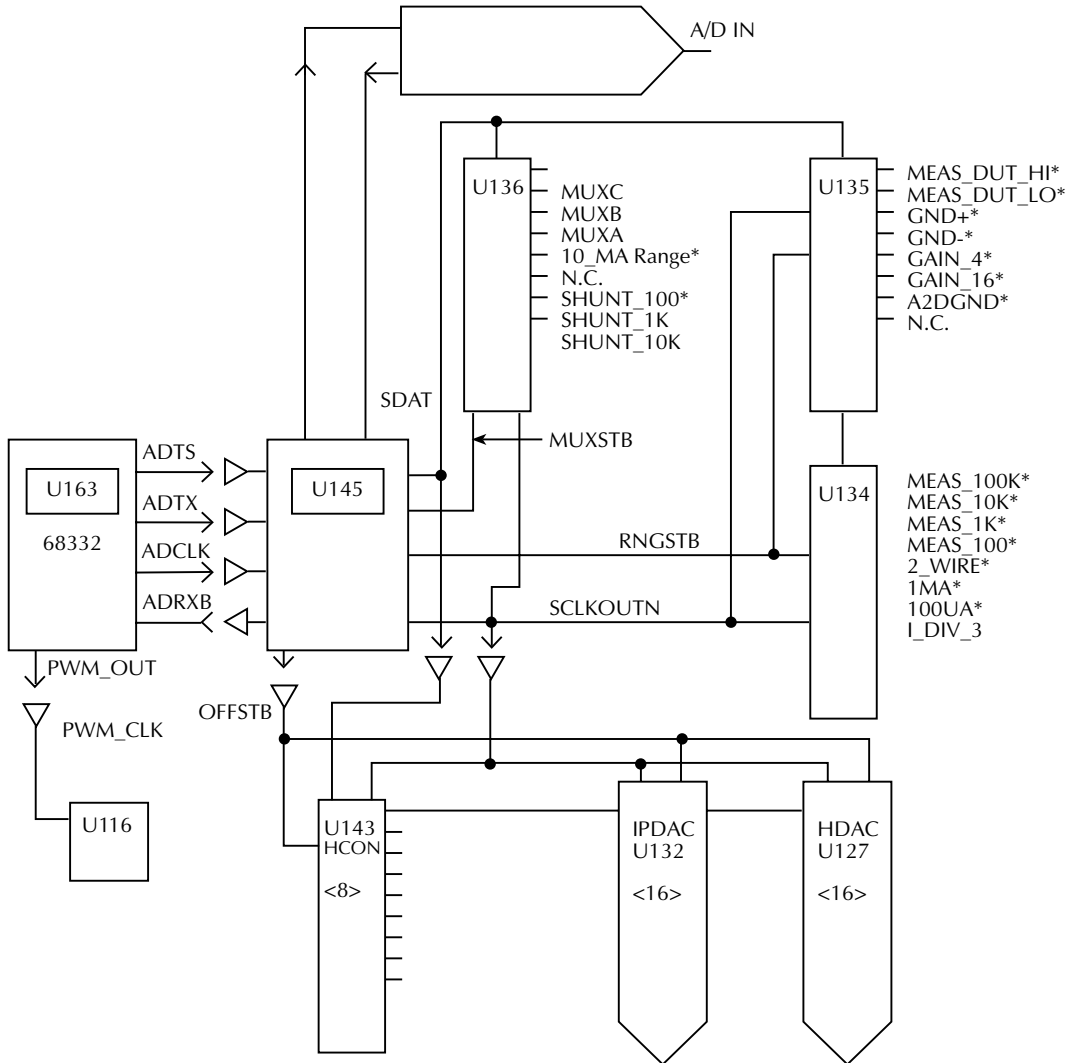 A/D IN
U136
MUXC
MUXB
MUXA
10_MA Range*
N.C.
SHUNT_100*
SHUNT_1K
SHUNT_10K
U135
MEAS_DUT_HI*
MEAS_DUT_LO*
GND+*
GND-*
GAIN_4*
GAIN_16*
A2DGND*
N.C.
SDAT
MUXSTB
U163
68332
ADTS
ADTX
ADCLK
ADRXB
U145
RNGSTB
SCLKOUTN
U134
MEAS_100K*
MEAS_10K*
MEAS_1K*
MEAS_100*
2_WIRE*
1MA*
100UA*
I_DIV_3
PWM_OUT
PWM_CLK
OFFSTB
U116
U143
HCON
<8>
IPDAC
U132
<16>
HDAC
U127
<16>